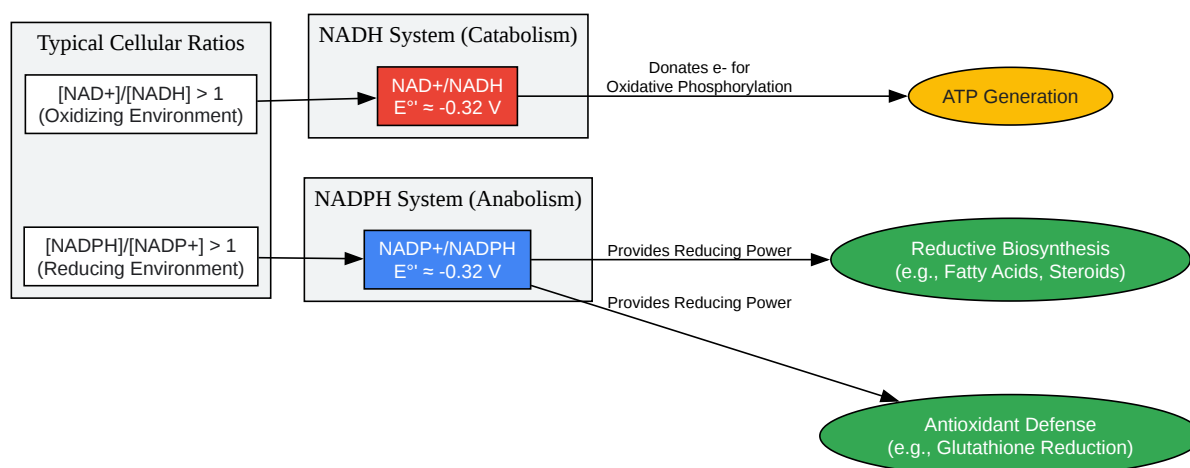 Typical Cellular Ratios
[NAD+]/[NADH] > 1
(Oxidizing Environment)
[NADPH]/[NADP+] > 1
(Reducing Environment)
NADH System (Catabolism)
NAD+/NADH
E°' ≈ -0.32 V
Donates e- for
Oxidative Phosphorylation
ATP Generation
NADPH System (Anabolism)
NADP+/NADPH
E°' ≈ -0.32 V
Provides Reducing Power
Reductive Biosynthesis
(e.g., Fatty Acids, Steroids)
Provides Reducing Power
Antioxidant Defense
(e.g., Glutathione Reduction)